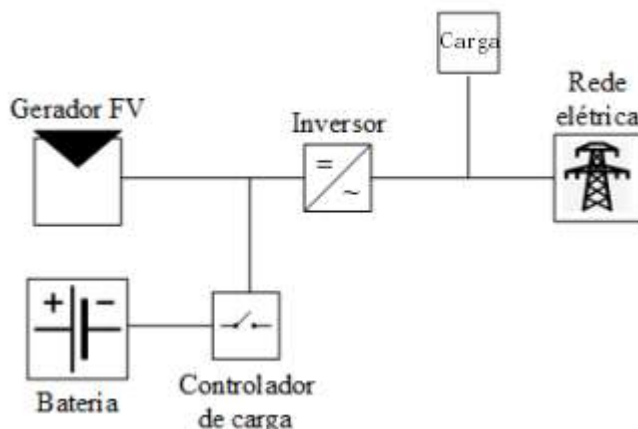 Carga
Gerador FV
Inversor
Rede
elétrica
=
~
+ −
Bateria
Controlador
de carga